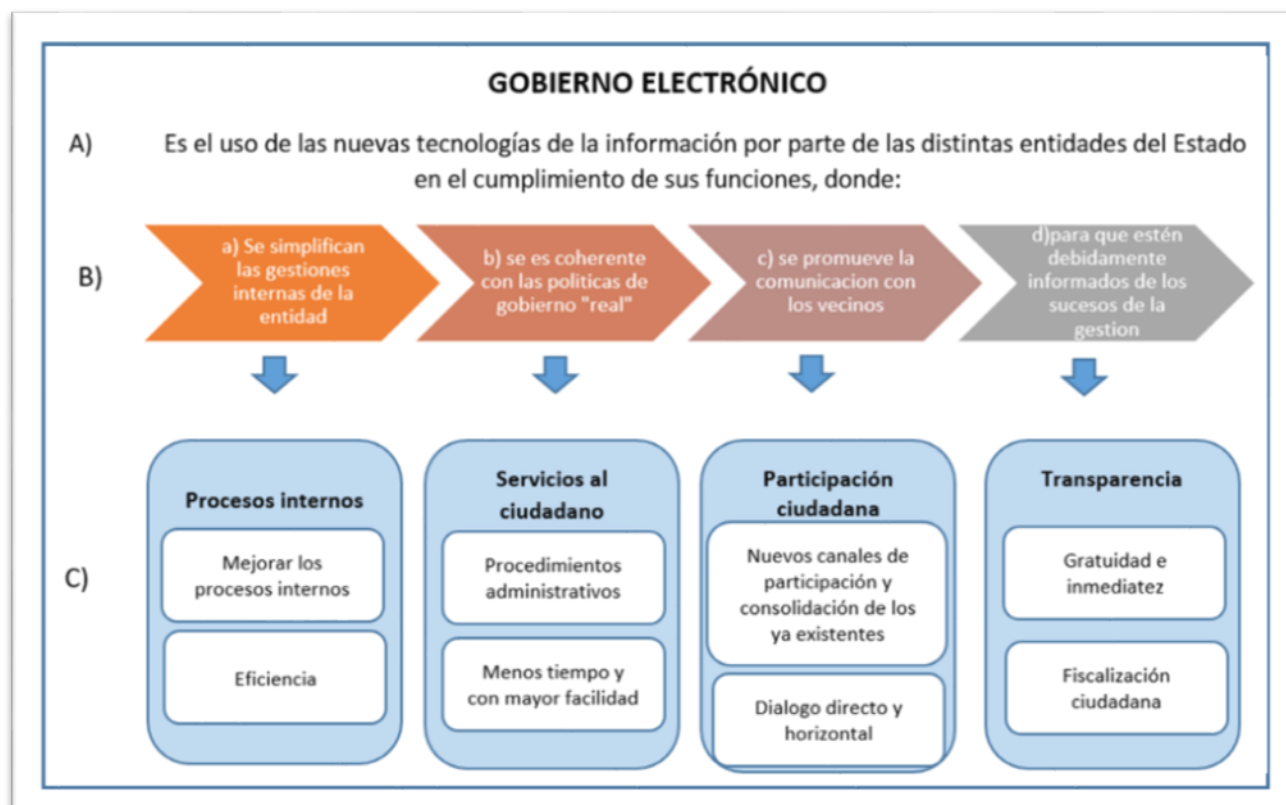 GOBIERNO ELECTRÓNICO
A)
Es el uso de las nuevas tecnologías de la información por parte de las distintas entidades del Estado
en el cumplimiento de sus funciones, donde:
B)
a) Se simplifican
las gestiones
internas de la
entidad
b) se es coherente
con las politicas de
gobierno "real"
c) se promueve la
comunicacion con
los vecinos
d)para que estén
debidamente
informados de los
sucesos de la
gestion
C)
Procesos internos
Mejorar los
procesos internos
Eficiencia
Servicios al
ciudadano
Procedimientos
administrativos
Menos tiempo y
con mayor facilidad
Participación
ciudadana
Nuevos canales de
participación y
consolidación de los
ya existentes
Dialogo directo y
horizontal
Transparencia
Gratuidad e
inmediatez
Fiscalización
ciudadana